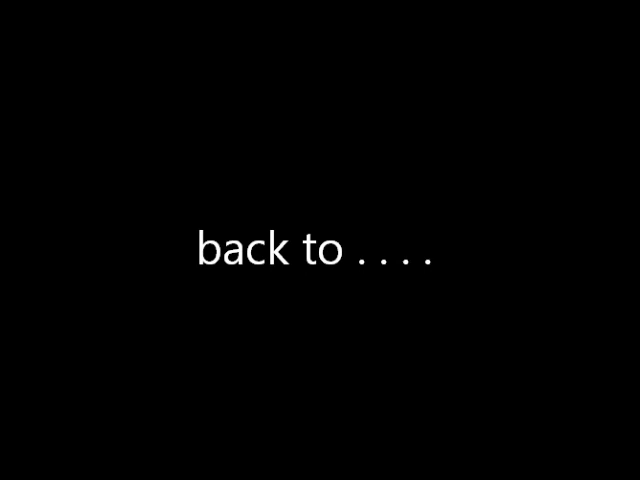 back to . . . .